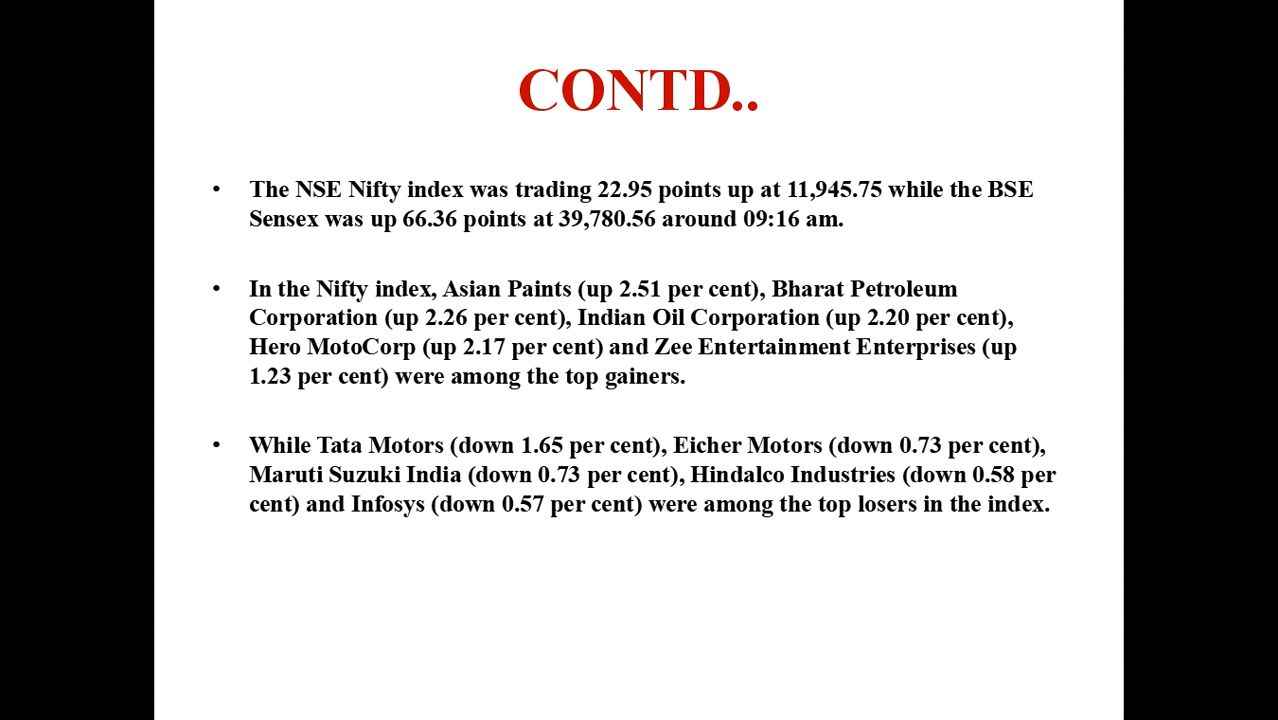 CONTD..
• The NSE Nifty index was trading 22.95 points up at 11,945.75 while the BSE
Sensex was up 66.36 points at 39,780.56 around 09:16 am.
• In the Nifty index, Asian Paints (up 2.51 per cent), Bharat Petroleum
Corporation (up 2.26 per cent), Indian Oil Corporation (up 2.20 per cent),
Hero MotoCorp (up 2.17 per cent) and Zee Entertainment Enterprises (up
1.23 per cent) were among the top gainers.
• While Tata Motors (down 1.65 per cent), Eicher Motors (down 0.73 per cent),
Maruti Suzuki India (down 0.73 per cent), Hindalco Industries (down 0.58 per
cent) and Infosys (down 0.57 per cent) were among the top losers in the index.